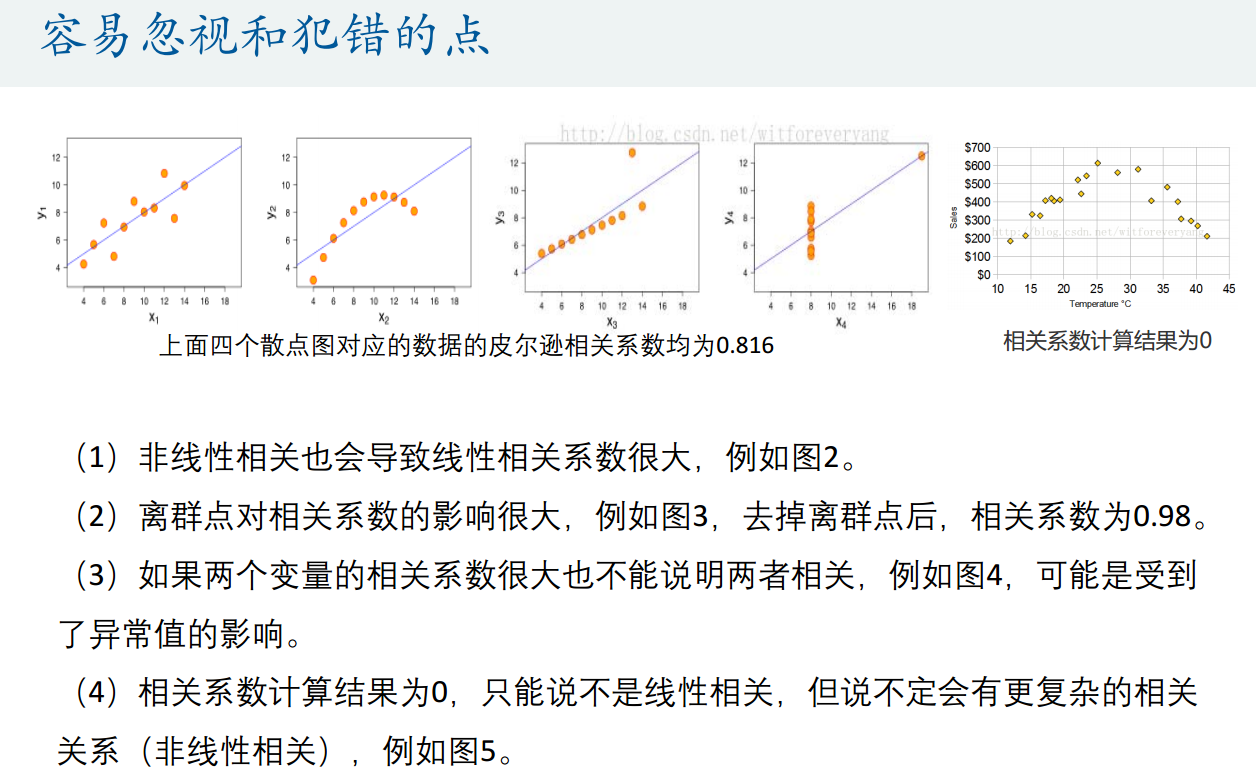 容易忽视和犯错的点
http://blog.csdn.net/witforeveryang
12
10
8
6
4
y1
4 6 8 10 12 14 16 18
x1
12
10
8
6
4
y2
4 6 8 10 12 14 16 18
x2
12
10
8
6
4
y3
4 6 8 10 12 14 16 18
x3
12
10
8
6
4
y4
4 6 8 10 12 14 16 18
x4
$700
$600
$500
$400
$300
$200
$100
$0
Sales
10 15 20 25 30 35 40 45
Temperature °C
上面四个散点图对应的数据的皮尔逊相关系数均为0.816
相关系数计算结果为0
（1）非线性相关也会导致线性相关系数很大，例如图2。
（2）离群点对相关系数的影响很大，例如图3，去掉离群点后，相关系数为0.98。
（3）如果两个变量的相关系数很大也不能说明两者相关，例如图4，可能是受到
了异常值的影响。
（4）相关系数计算结果为0，只能说不是线性相关，但说不定会有更复杂的相关
关系（非线性相关），例如图5。